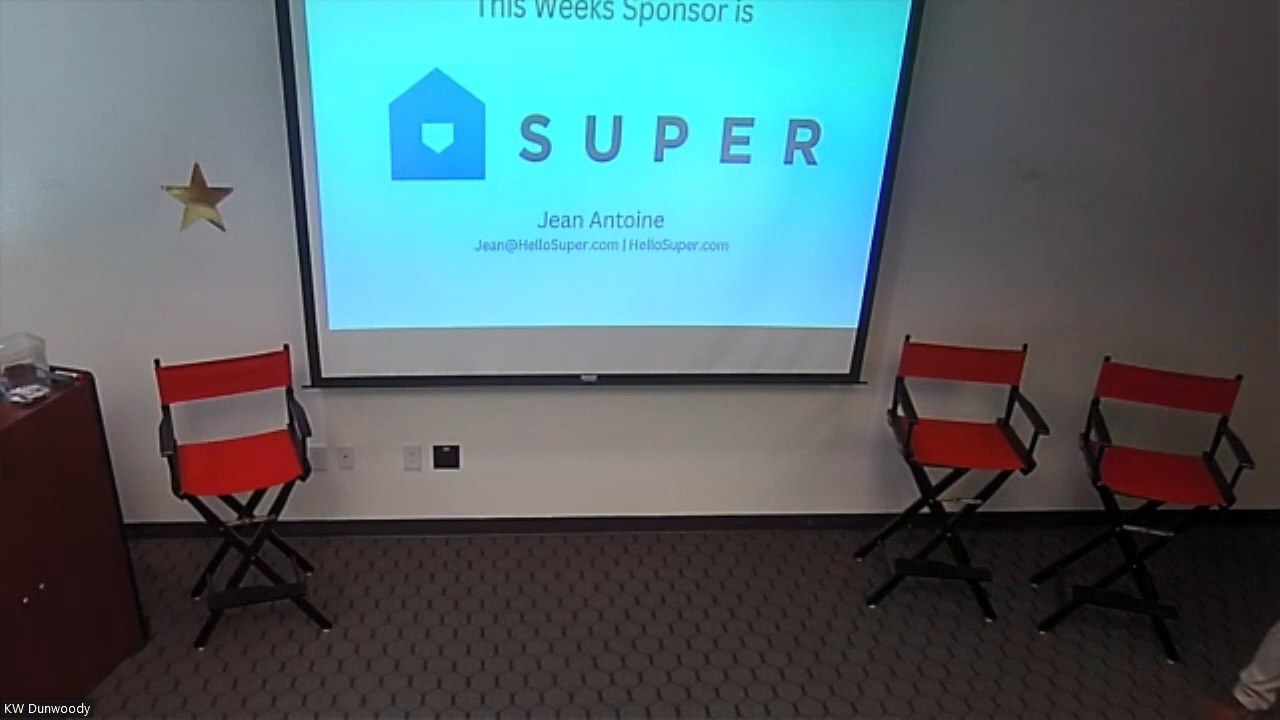 This Weeks Sponsor is
SUPER
Jean Antoine
Jean@HelloSuper.com | HelloSuper.com
KW Dunwoody